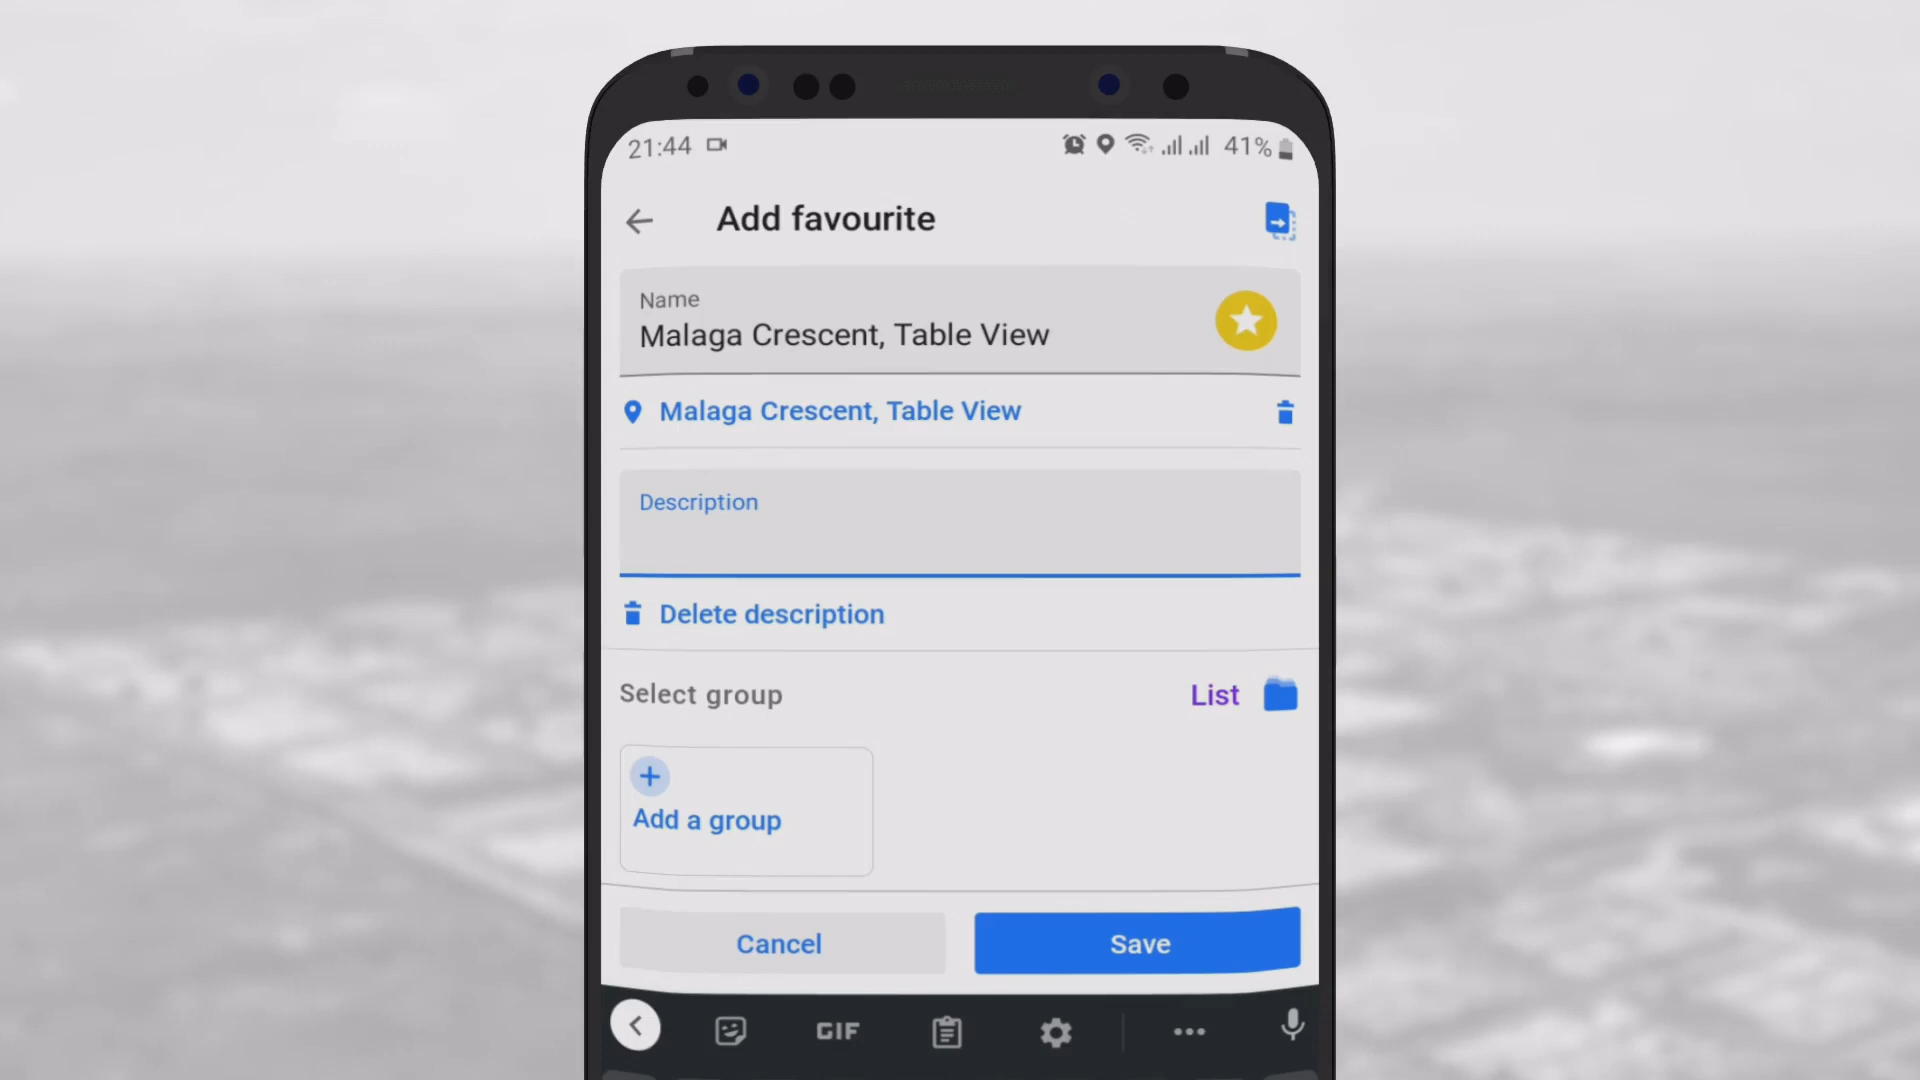 21:44
41%
Add favourite
Name
Malaga Crescent, Table View
Malaga Crescent, Table View
Description
Delete description
Select group
List
Add a group
Cancel
Save
GIF